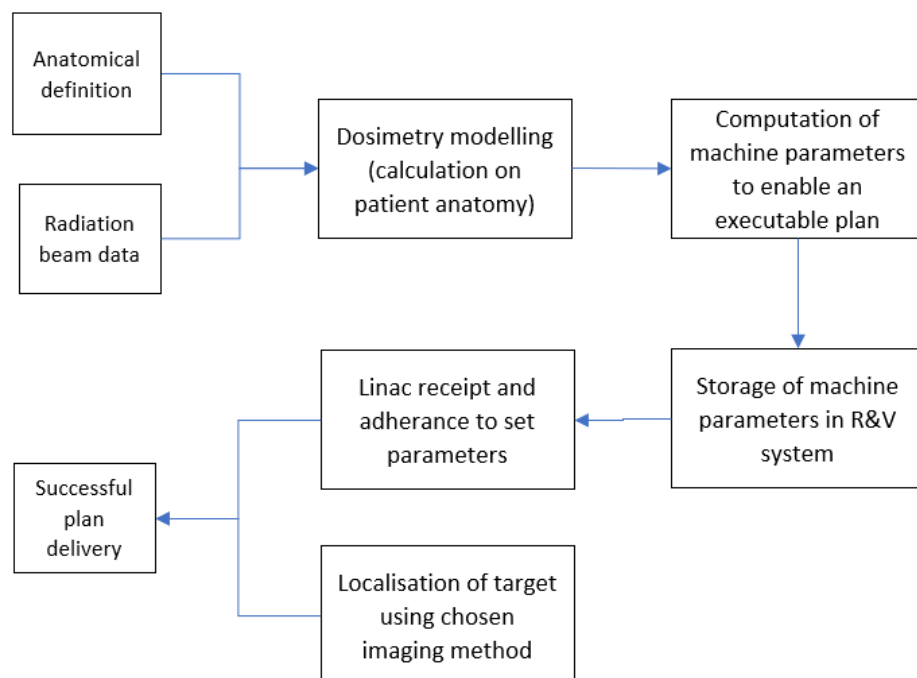 Anatomical
definition
Radiation
beam data
Dosimetry modelling
(calculation on
patient anatomy)
Computation of
machine parameters
to enable an
executable plan
Storage of machine
parameters in R&V
system
Linac receipt and
adherance to set
parameters
Localisation of target
using chosen
imaging method
Successful
plan
delivery